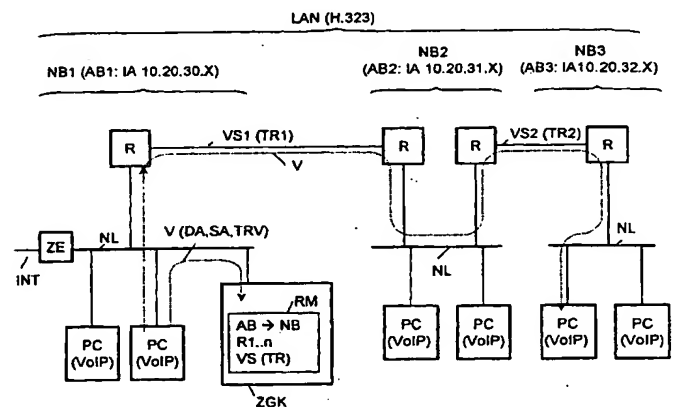 LAN (H.323)
NB1 (AB1: IA 10.20.30.X)
NB2
(AB2: IA 10.20.31.X)
NB3
(AB3: IA10.20.32.X)
R
VS1 (TR1)
V
R
R
VS2 (TR2)
R
ZE
NL
V (DA,SA,TRV)
INT
NL
NL
PC
(VoIP)
PC
(VoIP)
RM
AB → NB
R1..n
VS (TR)
ZGK
PC
(VoIP)
PC
(VoIP)
PC
(VoIP)
PC
(VoIP)